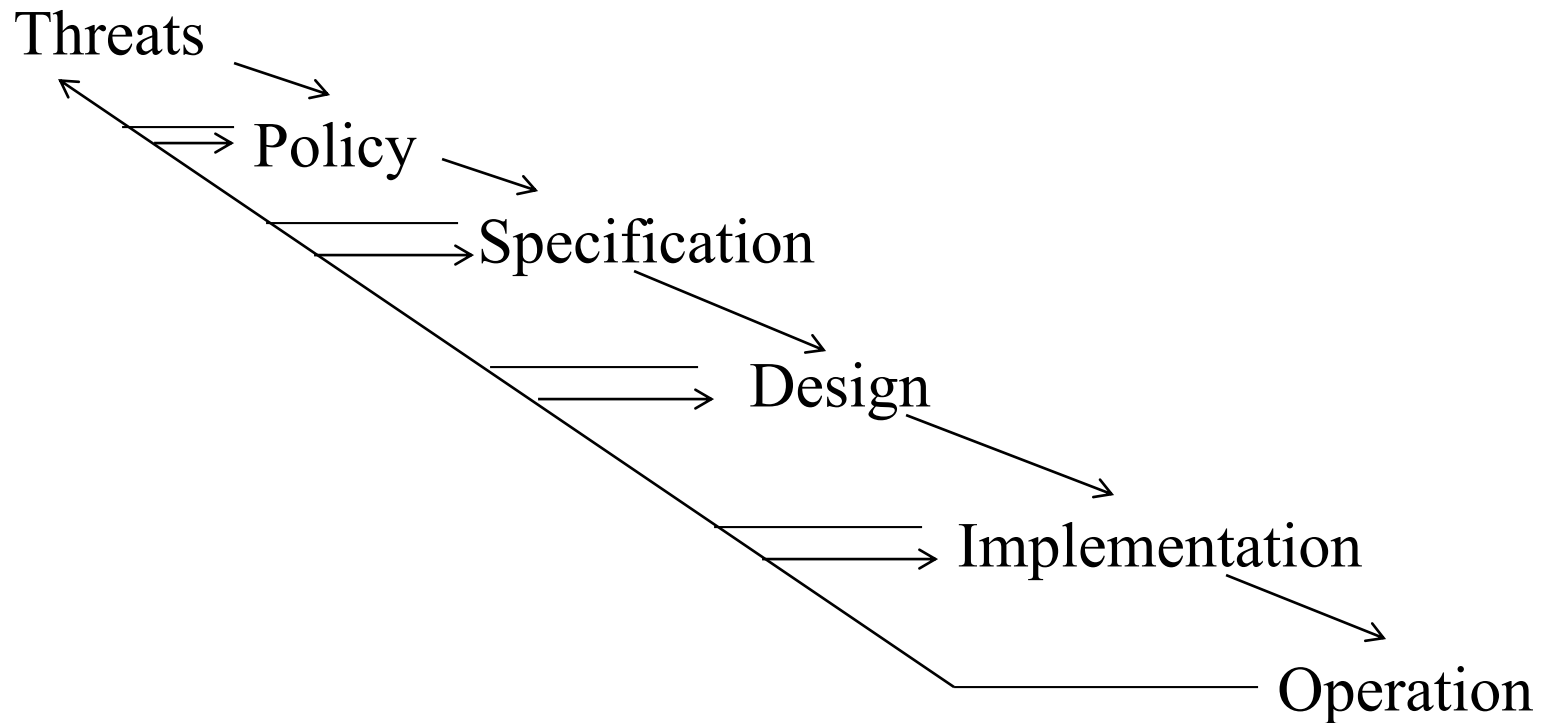 Threats
Policy
Specification
Design
Implementation
Operation